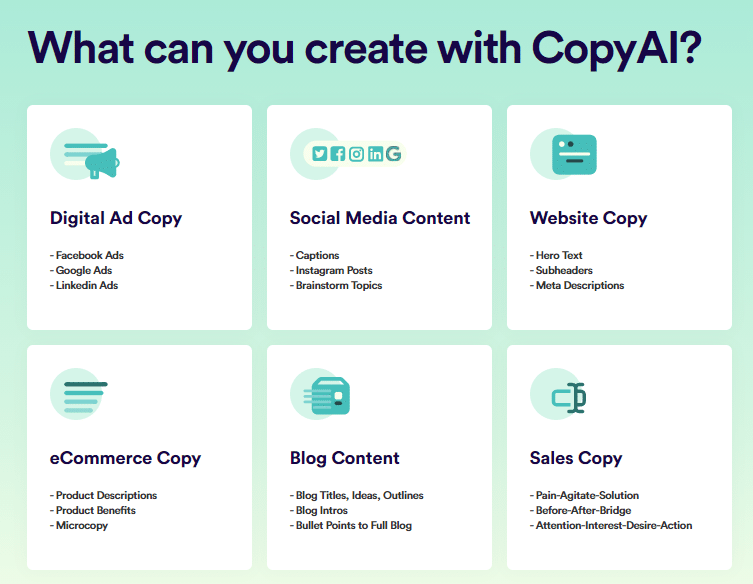 What can you create with CopyAI?
Digital Ad Copy
- Facebook Ads
- Google Ads
- Linkedin Ads
Social Media Content
- Captions
- Instagram Posts
- Brainstorm Topics
Website Copy
- Hero Text
- Subheaders
- Meta Descriptions
eCommerce Copy
- Product Descriptions
- Product Benefits
- Microcopy
Blog Content
- Blog Titles, Ideas, Outlines
- Blog Intros
- Bullet Points to Full Blog
Sales Copy
- Pain-Agitate-Solution
- Before-After-Bridge
- Attention-Interest-Desire-Action